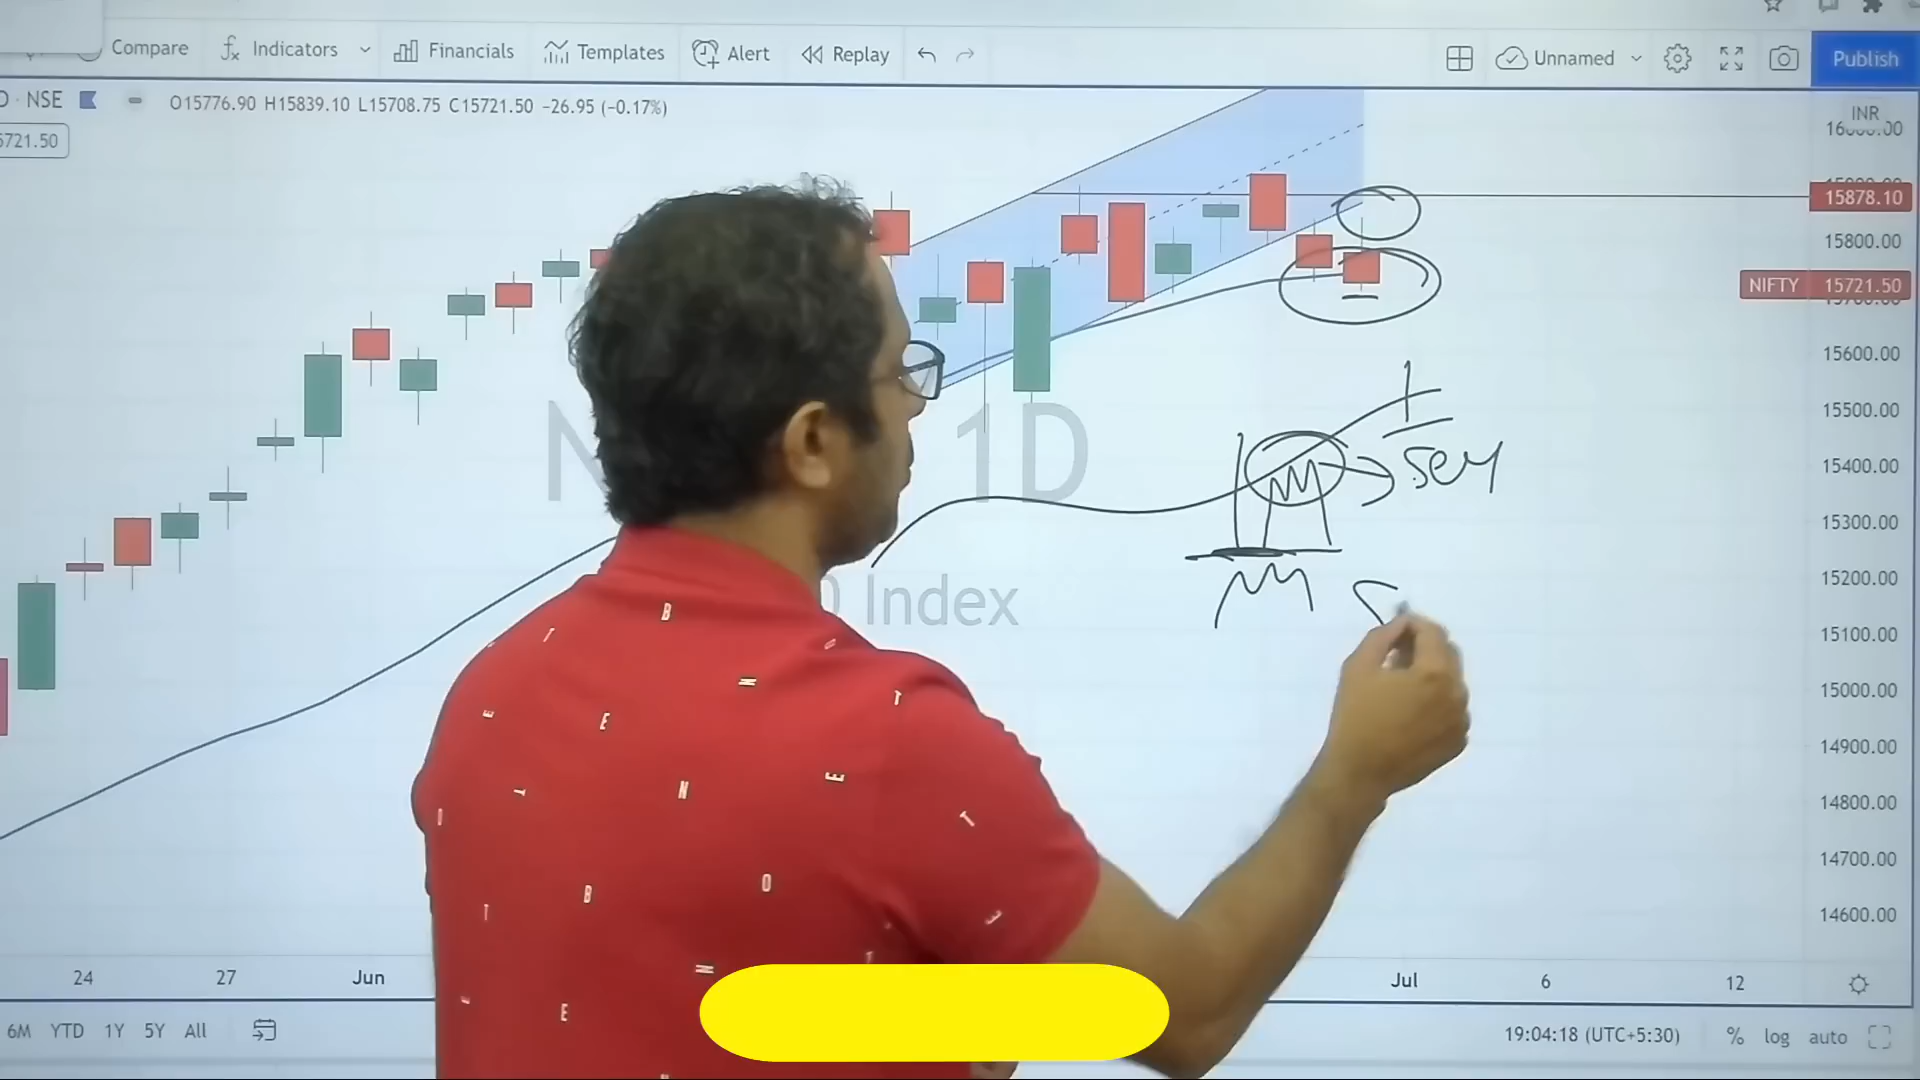 Compare Indicators Financials Templates Alert Replay Unnamed Publish
NSE O15776.90 H15839.10 L15708.75 C15721.50 −26.95 (−0.17%)
INR
5721.50
15878.10
15800.00
NIFTY 15721.50
15600.00
15500.00
15400.00
15300.00
15200.00
15100.00
15000.00
14900.00
14800.00
14700.00
14600.00
1D
Index
24 27 Jun Jul 6 12
6M YTD 1Y 5Y All 19:04:18 (UTC+5:30) % log auto